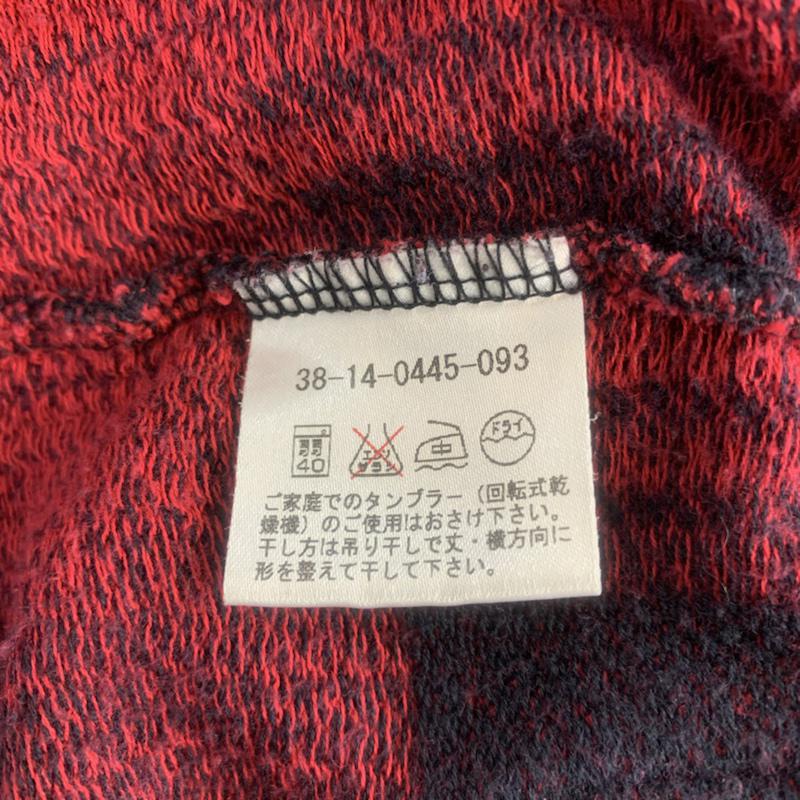 38-14-0445-093
弱 40 エンソ サラシ 中 ドライ
ご家庭でのタンブラー(回転式乾
燥機)のご使用はおさけ下さい。
干し方は吊り干しで丈・横方向に
形を整えて干して下さい。